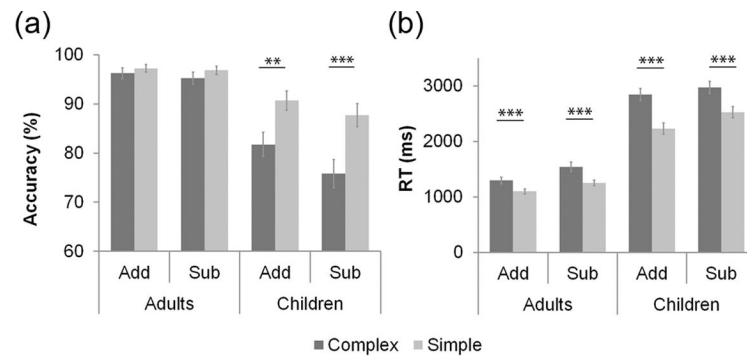 (a)
Accuracy (%)
100
90
80
70
60
**
***
Add
Sub
Add
Sub
Adults
Children
(b)
RT (ms)
3000
2000
1000
0
***
***
***
***
Add
Sub
Add
Sub
Adults
Children
Complex
Simple